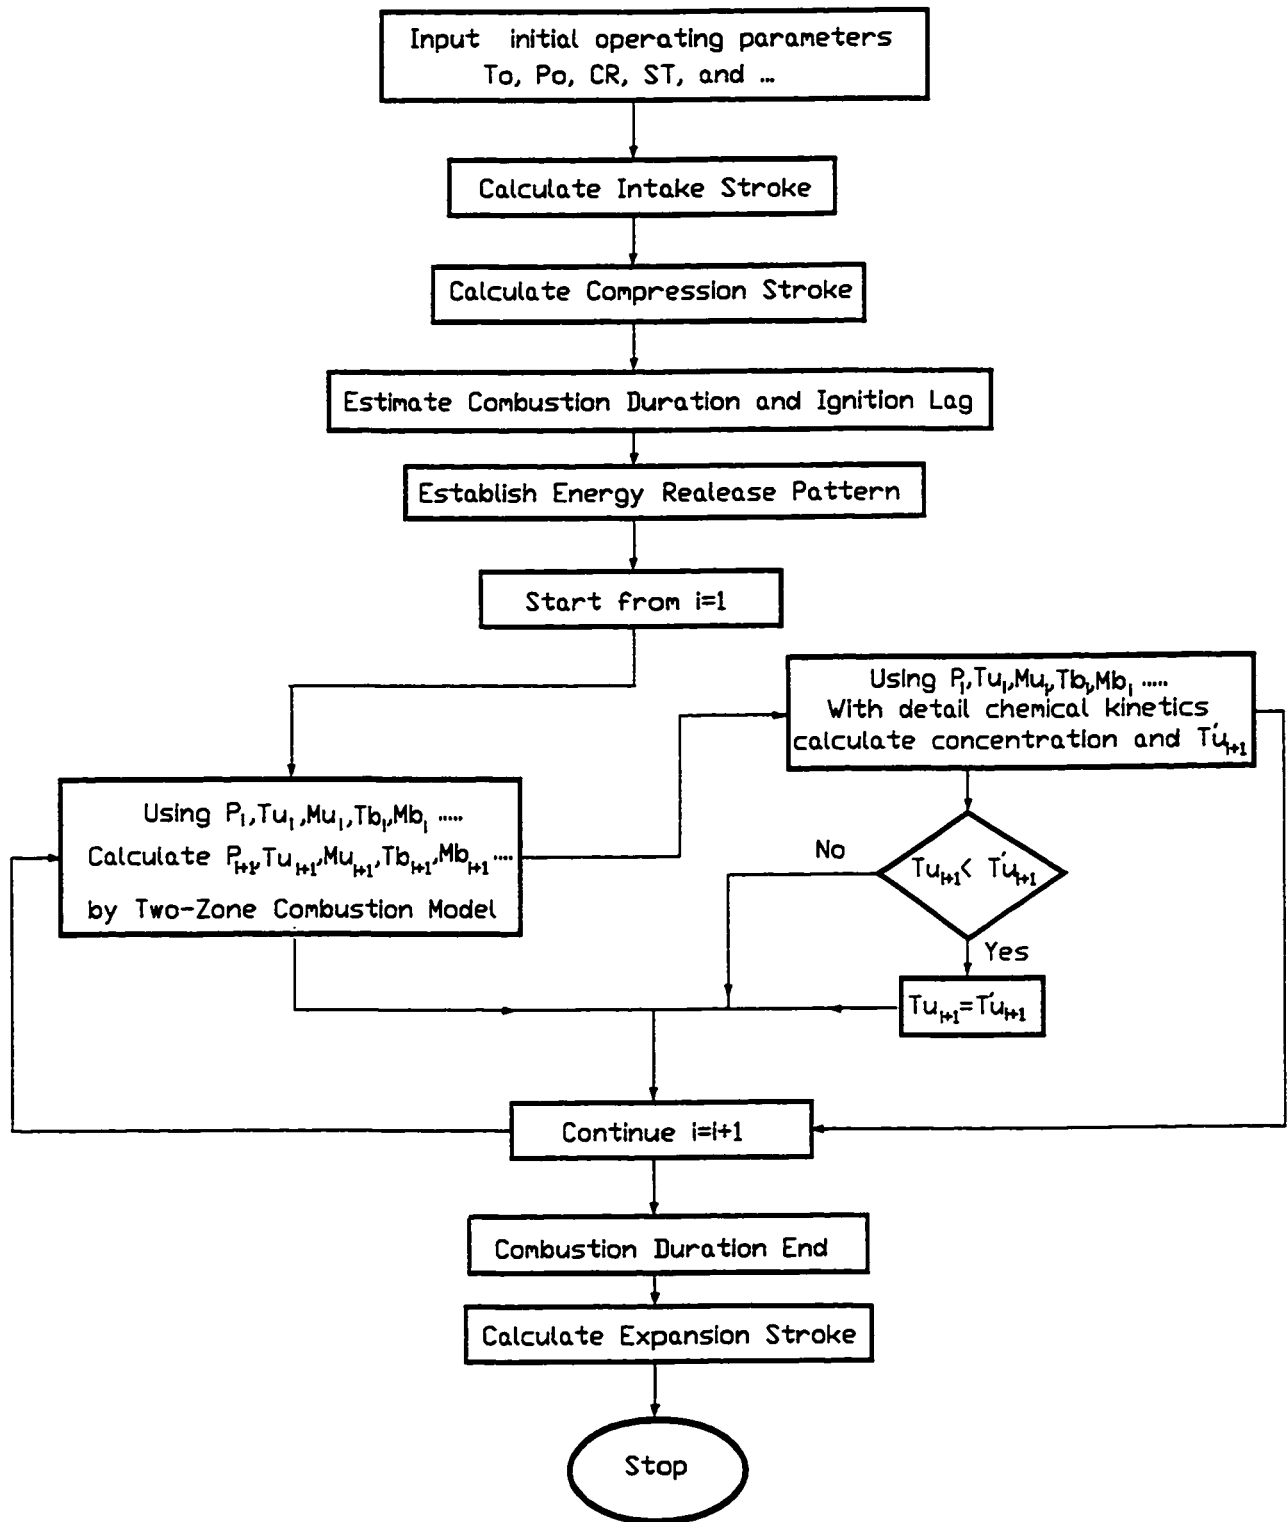 Input initial operating parameters
To, Po, CR, ST, and ...
Calculate Intake Stroke
Calculate Compression Stroke
Estimate Combustion Duration and Ignition Lag
Establish Energy Realease Pattern
Start from i=1
Using Pᵢ,Tuᵢ,Muᵢ,Tbᵢ,Mbᵢ .....
With detail chemical kinetics
calculate concentration and T'uᵢ₊₁
Using Pᵢ,Tuᵢ,Muᵢ,Tbᵢ,Mbᵢ .....
Calculate Pᵢ₊₁,Tuᵢ₊₁,Muᵢ₊₁,Tbᵢ₊₁,Mbᵢ₊₁ ....
by Two-Zone Combustion Model
No
Tuᵢ₊₁< T'uᵢ₊₁
Yes
Tuᵢ₊₁=T'uᵢ₊₁
Continue i=i+1
Combustion Duration End
Calculate Expansion Stroke
Stop